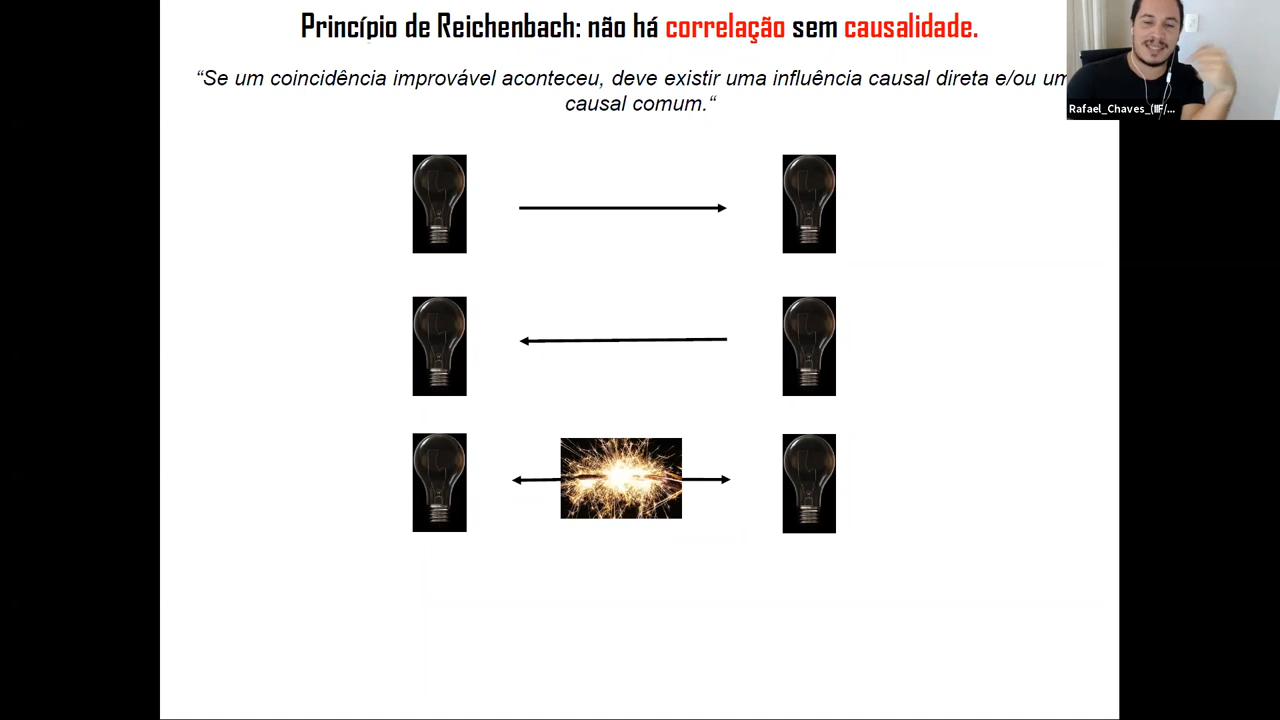 Princípio de Reichenbach: não há correlação sem causalidade.
“Se um coincidência improvável aconteceu, deve existir uma influência causal direta e/ou um
causal comum.“
Rafael_Chaves_(IIF/...